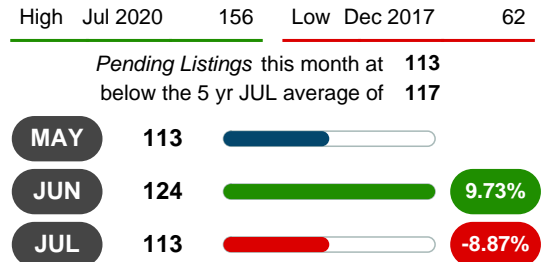 High Jul 2020 156 Low Dec 2017 62
Pending Listings this month at 113
below the 5 yr JUL average of 117
MAY 113
JUN 124 9.73%
JUL 113 -8.87%